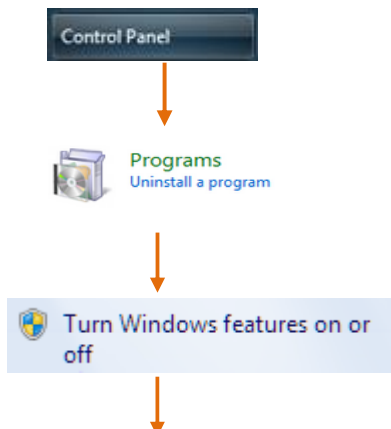 Control Panel
Programs
Uninstall a program
Turn Windows features on or
off